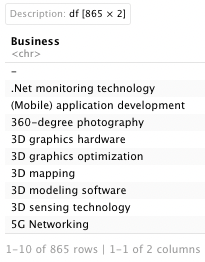 Description: df [865 × 2]
Business
<chr>
–
.Net monitoring technology
(Mobile) application development
360-degree photography
3D graphics hardware
3D graphics optimization
3D mapping
3D modeling software
3D sensing technology
5G Networking
1-10 of 865 rows | 1-1 of 2 columns